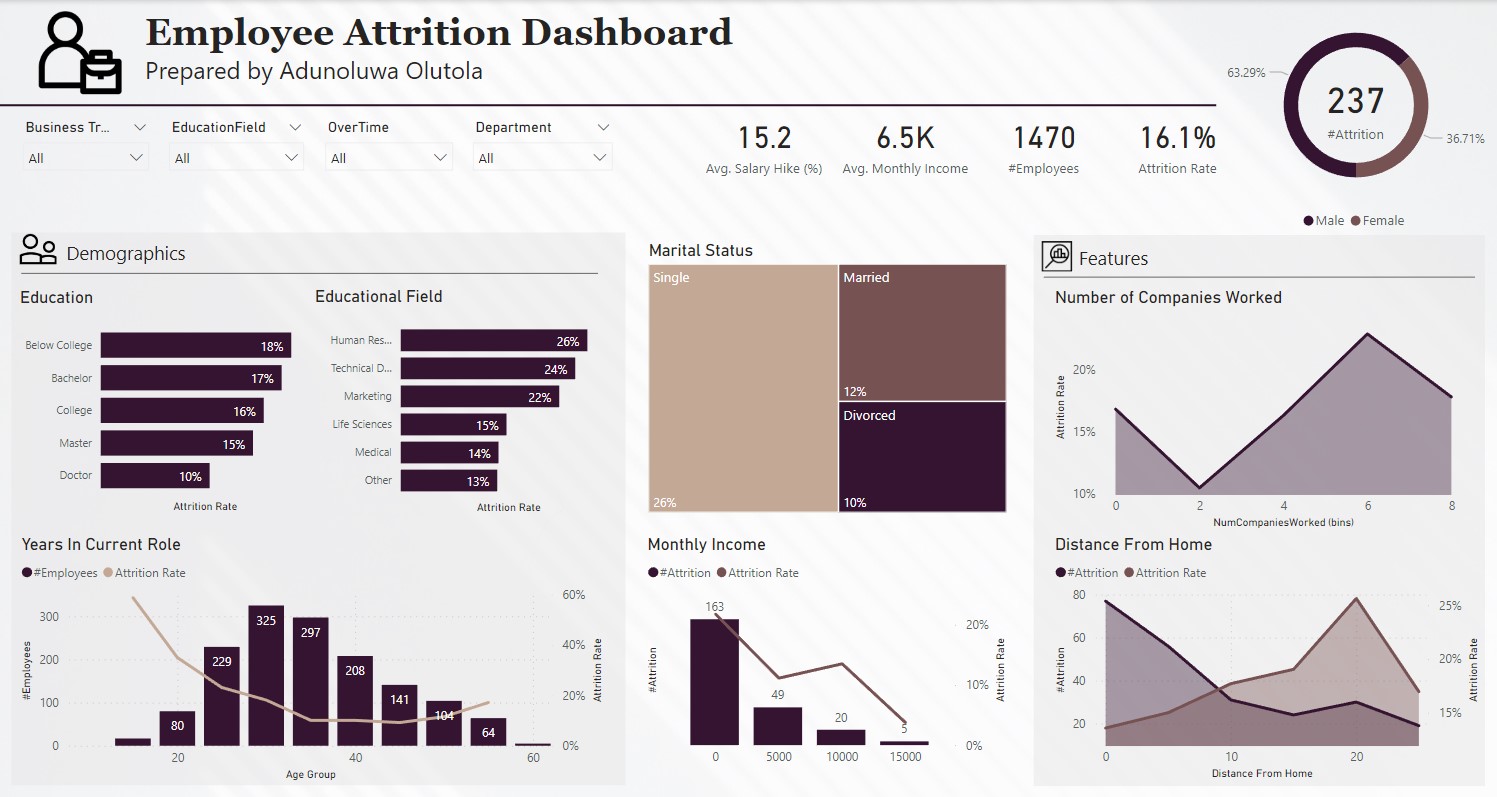 Employee Attrition Dashboard
Prepared by Adunoluwa Olutola
63.29%
237
#Attrition
36.71%
Male Female
Business Tr...
All
EducationField
All
OverTime
All
Department
All
15.2
Avg. Salary Hike (%)
6.5K
Avg. Monthly Income
1470
#Employees
16.1%
Attrition Rate
Demographics
Education
Below College 18%
Bachelor 17%
College 16%
Master 15%
Doctor 10%
Attrition Rate
Educational Field
Human Res... 26%
Technical D... 24%
Marketing 22%
Life Sciences 15%
Medical 14%
Other 13%
Attrition Rate
Marital Status
Single
26%
Married
12%
Divorced
10%
Features
Number of Companies Worked
Attrition Rate
20%
15%
10%
0 2 4 6 8
NumCompaniesWorked (bins)
Years In Current Role
#Employees Attrition Rate
#Employees
300
200
100
0
80 229 325 297 208 141 104 64
60%
40%
20%
0%
Attrition Rate
20 40 60
Age Group
Monthly Income
#Attrition Attrition Rate
#Attrition
163 49 20 5
20%
10%
0%
Attrition Rate
0 5000 10000 15000
Distance From Home
#Attrition Attrition Rate
#Attrition
80
60
40
20
25%
20%
15%
Attrition Rate
0 10 20
Distance From Home